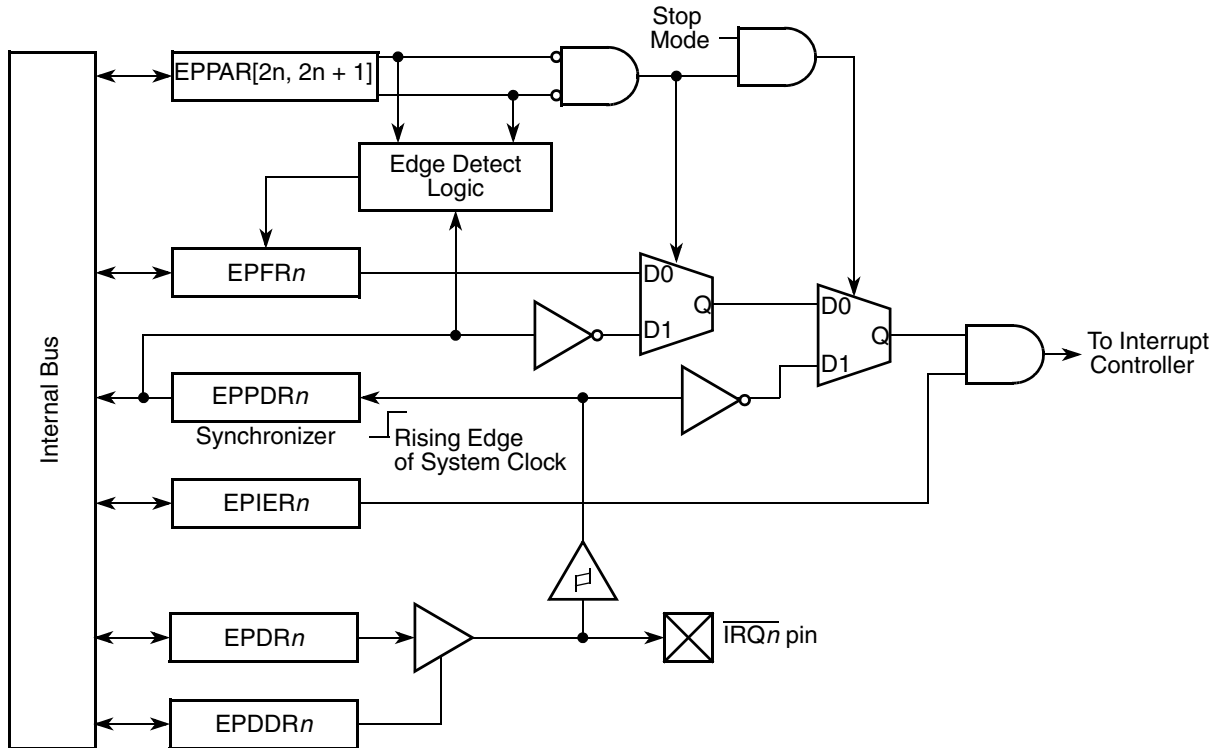 Stop
Mode
EPPAR[2n, 2n + 1]
Edge Detect
Logic
EPFRn
D0
Q
D1
D0
Q
D1
To Interrupt
Controller
Internal Bus
EPPDRn
Synchronizer
Rising Edge
of System Clock
EPIERn
EPDRn
IRQn pin
EPDDRn